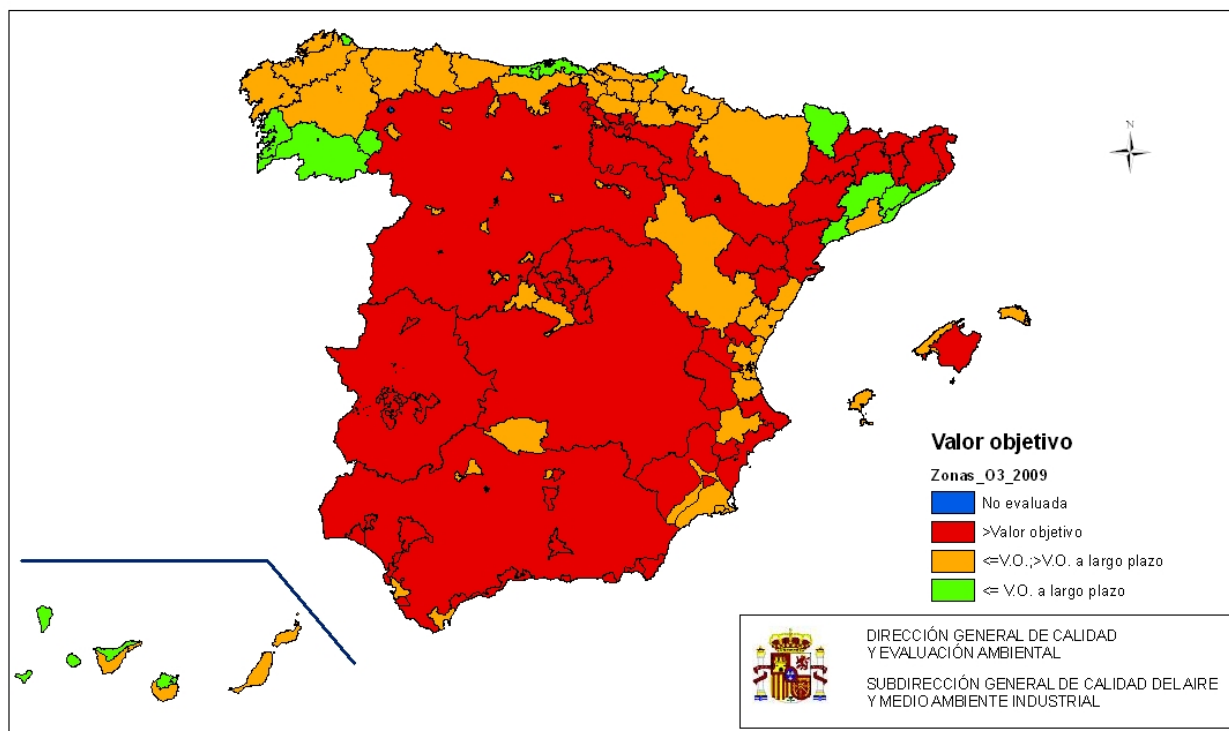 N
Valor objetivo
Zonas_O3_2009
No evaluada
>Valor objetivo
<=V.O.;>V.O. a largo plazo
<= V.O. a largo plazo
DIRECCIÓN GENERAL DE CALIDAD
Y EVALUACIÓN AMBIENTAL
SUBDIRECCIÓN GENERAL DE CALIDAD DEL AIRE
Y MEDIO AMBIENTE INDUSTRIAL